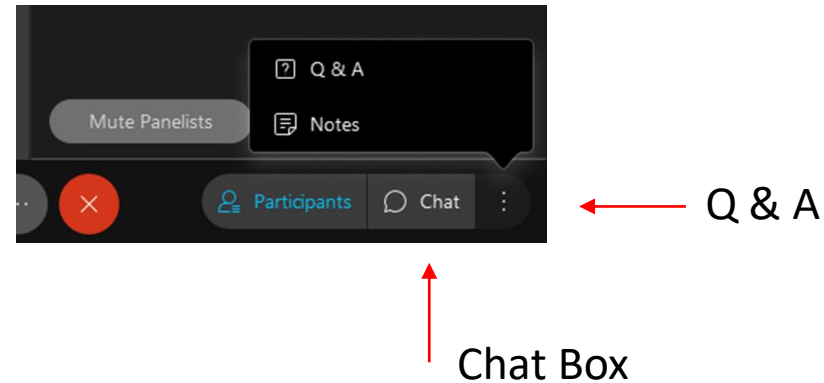 Q & A
Mute Panelists
Notes
Participants
Chat
Q & A
Chat Box